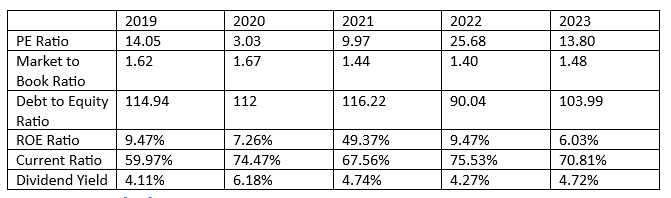 2019 2020 2021 2022 2023
PE Ratio 14.05 3.03 9.97 25.68 13.80
Market to 1.62 1.67 1.44 1.40 1.48
Book Ratio
Debt to Equity 114.94 112 116.22 90.04 103.99
Ratio
ROE Ratio 9.47% 7.26% 49.37% 9.47% 6.03%
Current Ratio 59.97% 74.47% 67.56% 75.53% 70.81%
Dividend Yield 4.11% 6.18% 4.74% 4.27% 4.72%